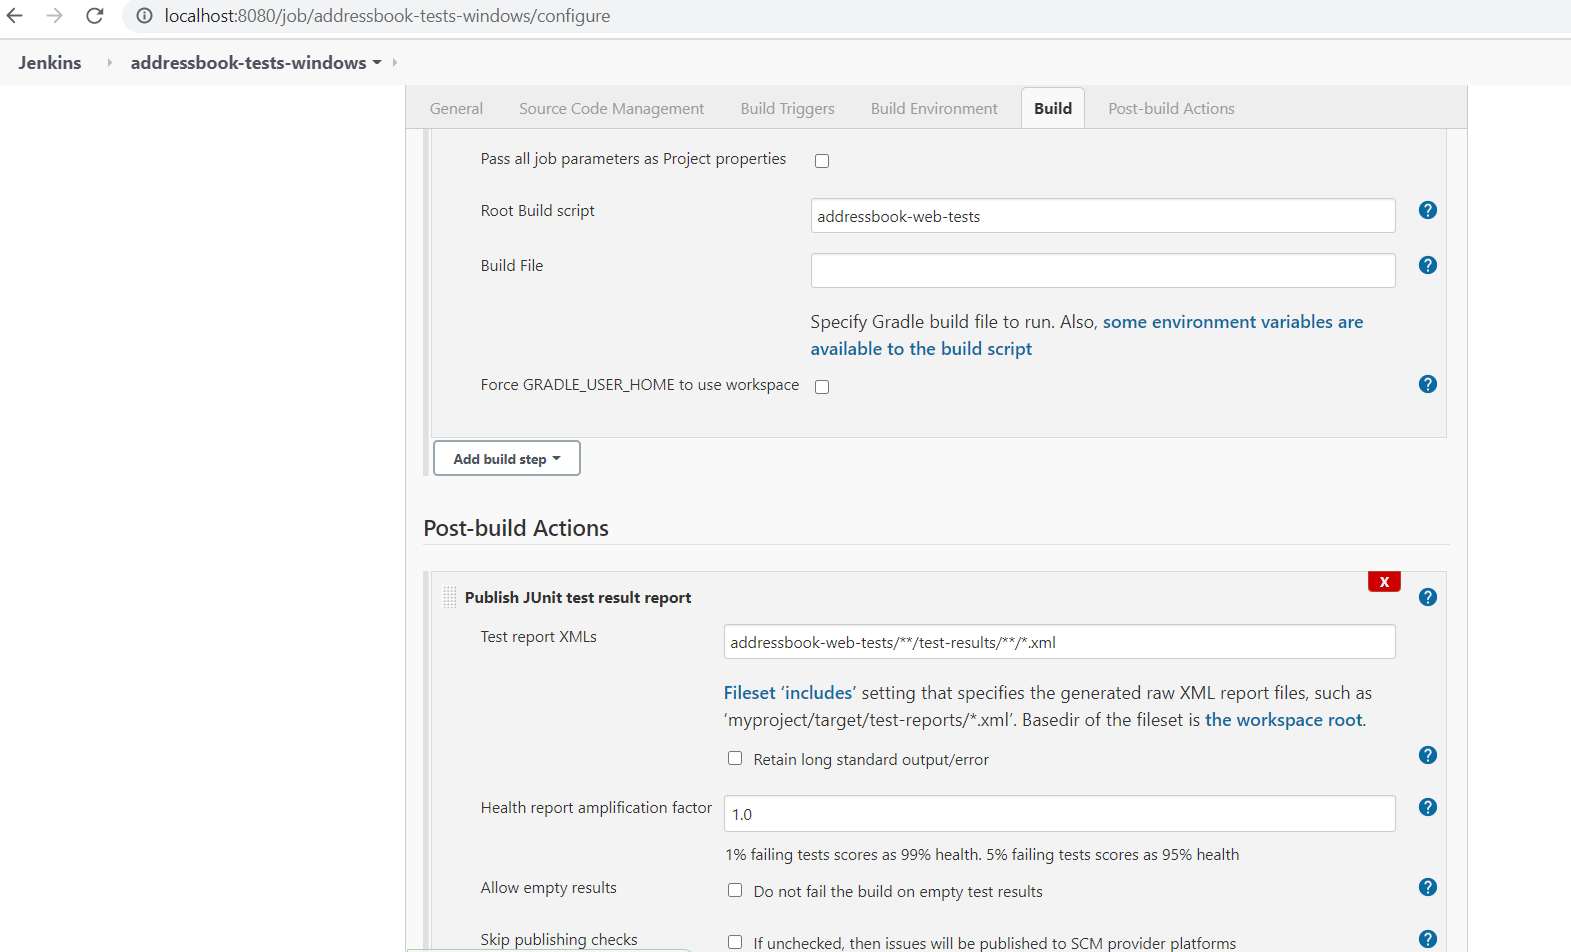 localhost:8080/job/addressbook-tests-windows/configure
Jenkins addressbook-tests-windows
General Source Code Management Build Triggers Build Environment Build Post-build Actions
Pass all job parameters as Project properties
Root Build script addressbook-web-tests ?
Build File ?
Specify Gradle build file to run. Also, some environment variables are
available to the build script
Force GRADLE_USER_HOME to use workspace ?
Add build step
Post-build Actions
X
Publish JUnit test result report ?
Test report XMLs addressbook-web-tests/**/test-results/**/*.xml
Fileset ‘includes’ setting that specifies the generated raw XML report files, such as
‘myproject/target/test-reports/*.xml’. Basedir of the fileset is the workspace root.
Retain long standard output/error ?
Health report amplification factor 1.0 ?
1% failing tests scores as 99% health. 5% failing tests scores as 95% health
Allow empty results Do not fail the build on empty test results ?
Skip publishing checks If unchecked, then issues will be published to SCM provider platforms ?